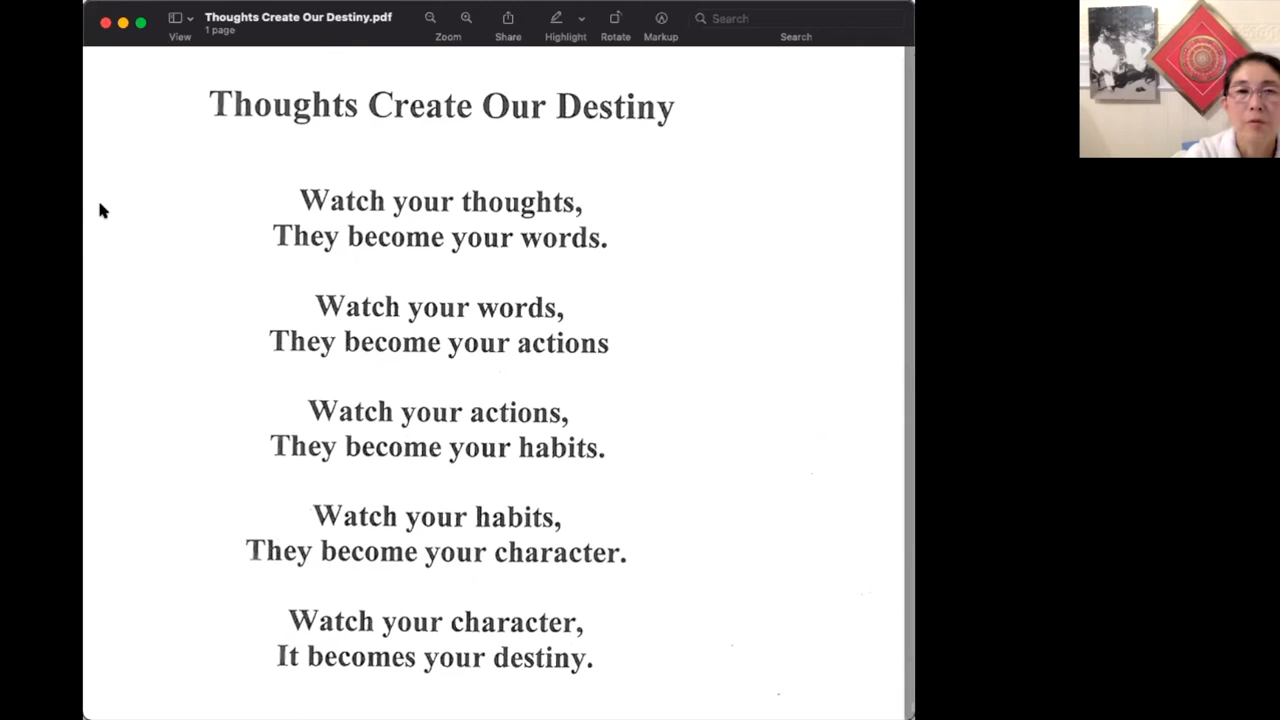 Thoughts Create Our Destiny.pdf
1 page
View
Zoom
Share
Highlight
Rotate
Markup
Search
Search
Thoughts Create Our Destiny
Watch your thoughts,
They become your words.
Watch your words,
They become your actions
Watch your actions,
They become your habits.
Watch your habits,
They become your character.
Watch your character,
It becomes your destiny.